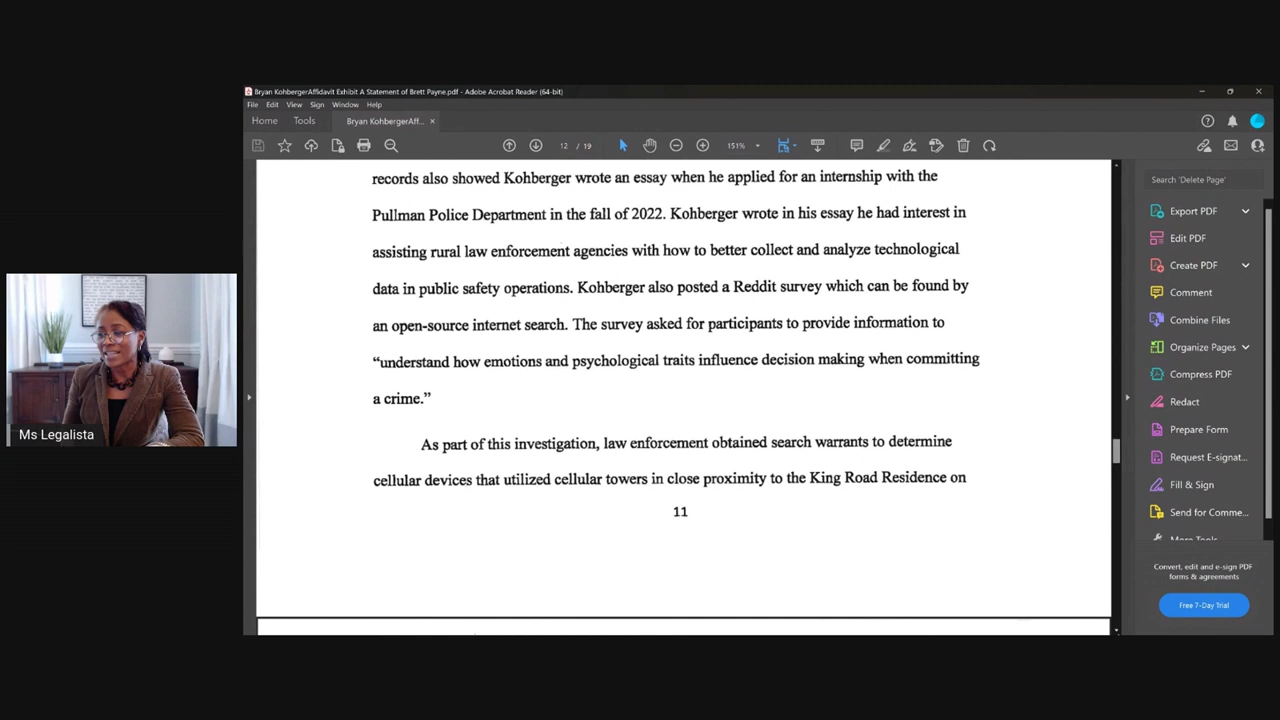 Bryan KohbergerAffidavit Exhibit A Statement of Brett Payne.pdf - Adobe Acrobat Reader (64-bit)
File Edit View Sign Window Help
Home Tools Bryan KohbergerAff... ×
12 / 19 151%
records also showed Kohberger wrote an essay when he applied for an internship with the
Pullman Police Department in the fall of 2022. Kohberger wrote in his essay he had interest in
assisting rural law enforcement agencies with how to better collect and analyze technological
data in public safety operations. Kohberger also posted a Reddit survey which can be found by
an open-source internet search. The survey asked for participants to provide information to
“understand how emotions and psychological traits influence decision making when committing
a crime.”
As part of this investigation, law enforcement obtained search warrants to determine
cellular devices that utilized cellular towers in close proximity to the King Road Residence on
11
Search 'Delete Page'
Export PDF
Edit PDF
Create PDF
Comment
Combine Files
Organize Pages
Compress PDF
Redact
Prepare Form
Request E-signat...
Fill & Sign
Send for Comme...
More Tools
Convert, edit and e-sign PDF
forms & agreements
Free 7-Day Trial
Ms Legalista